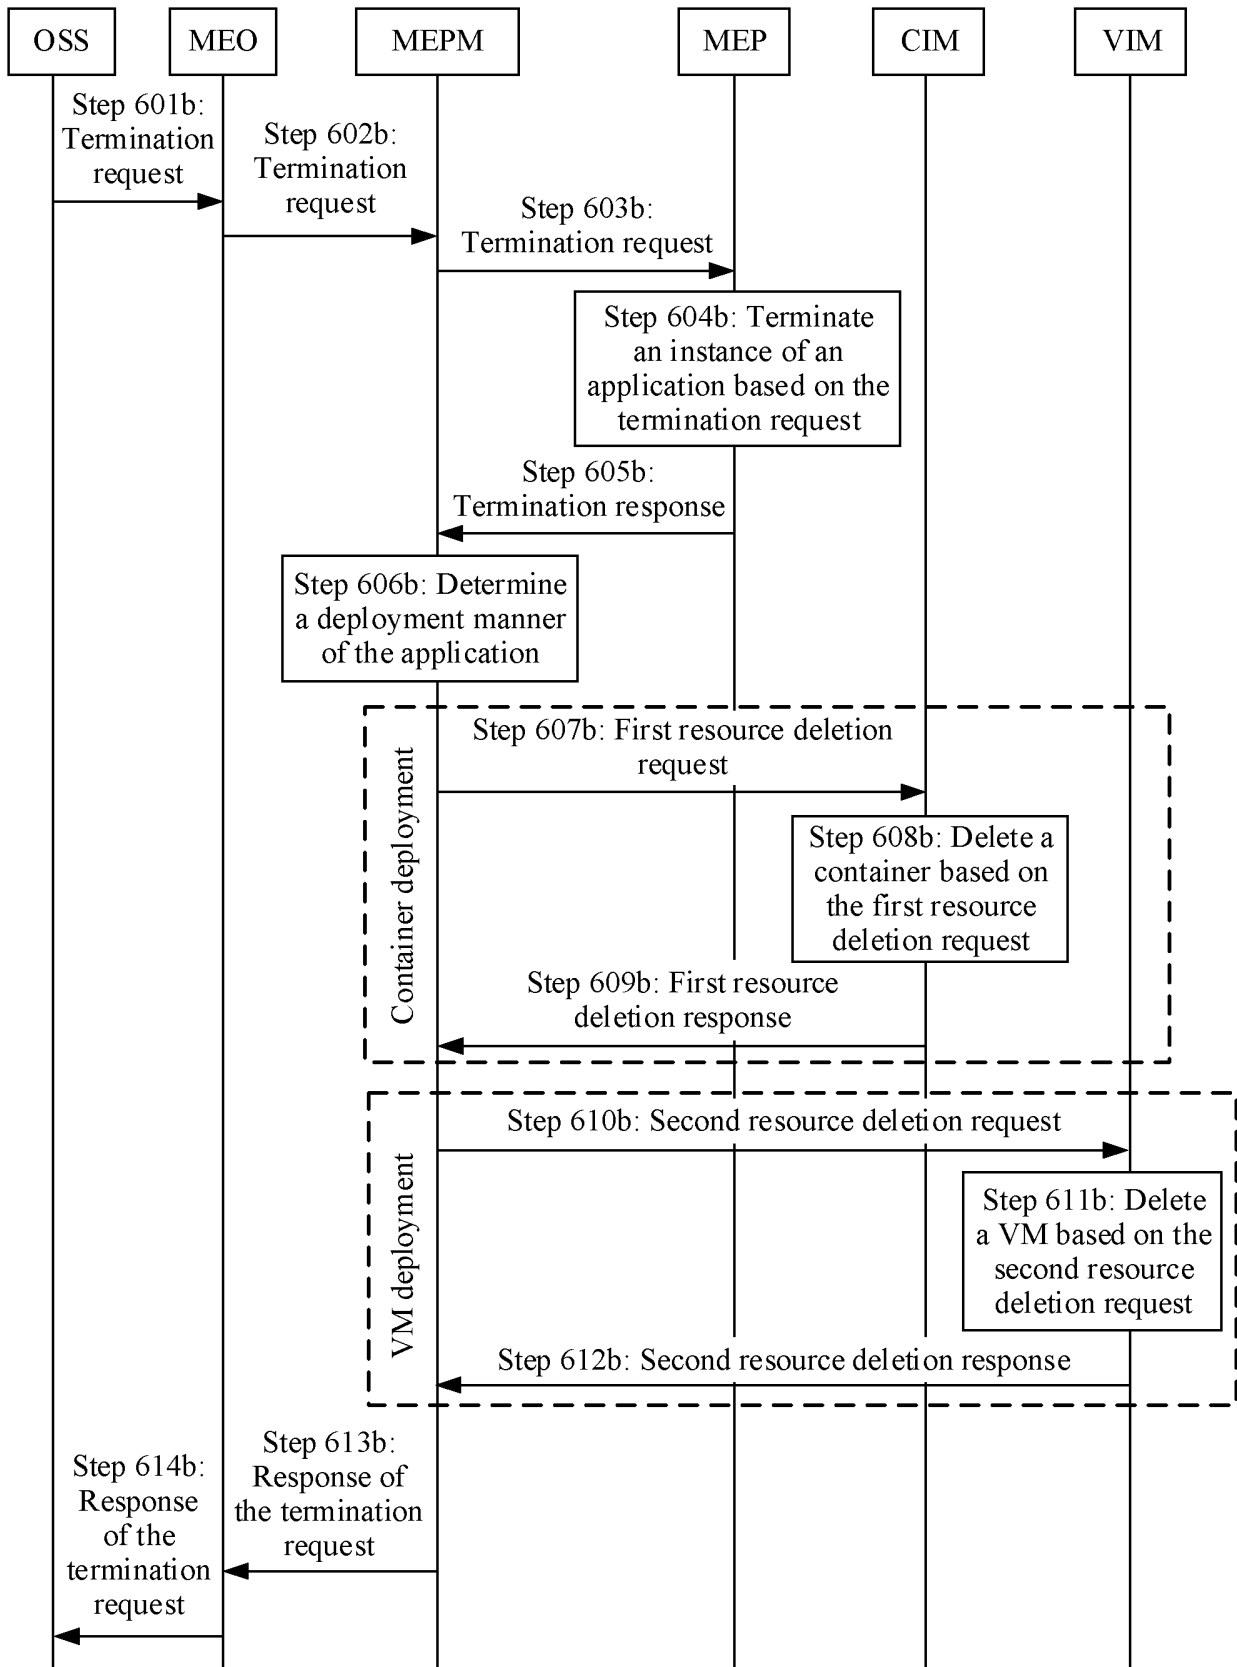 OSS
MEO
MEPM
MEP
CIM
VIM
Step 601b:
Termination
request
Step 602b:
Termination
request
Step 603b:
Termination request
Step 604b: Terminate
an instance of an
application based on the
termination request
Step 605b:
Termination response
Step 606b: Determine
a deployment manner
of the application
Container deployment
Step 607b: First resource deletion
request
Step 608b: Delete a
container based on
the first resource
deletion request
Step 609b: First resource
deletion response
VM deployment
Step 610b: Second resource deletion request
Step 611b: Delete
a VM based on the
second resource
deletion request
Step 612b: Second resource deletion response
Step 613b:
Response of
the termination
request
Step 614b:
Response
of the
termination
request